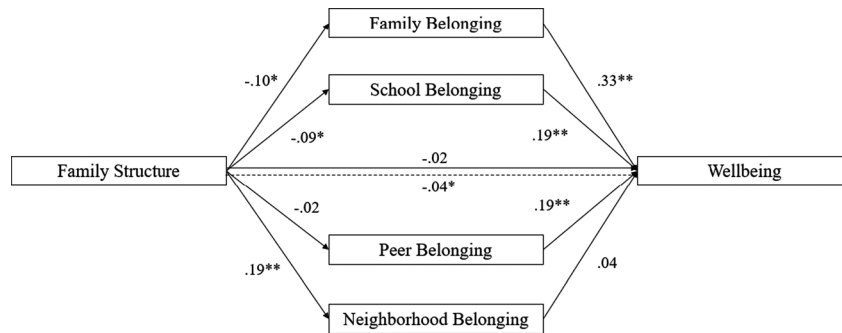 Family Belonging
-.10*
.33**
School Belonging
-.09*
.19**
-.02
Family Structure
Wellbeing
-.04*
-.02
.19**
Peer Belonging
.19**
.04
Neighborhood Belonging